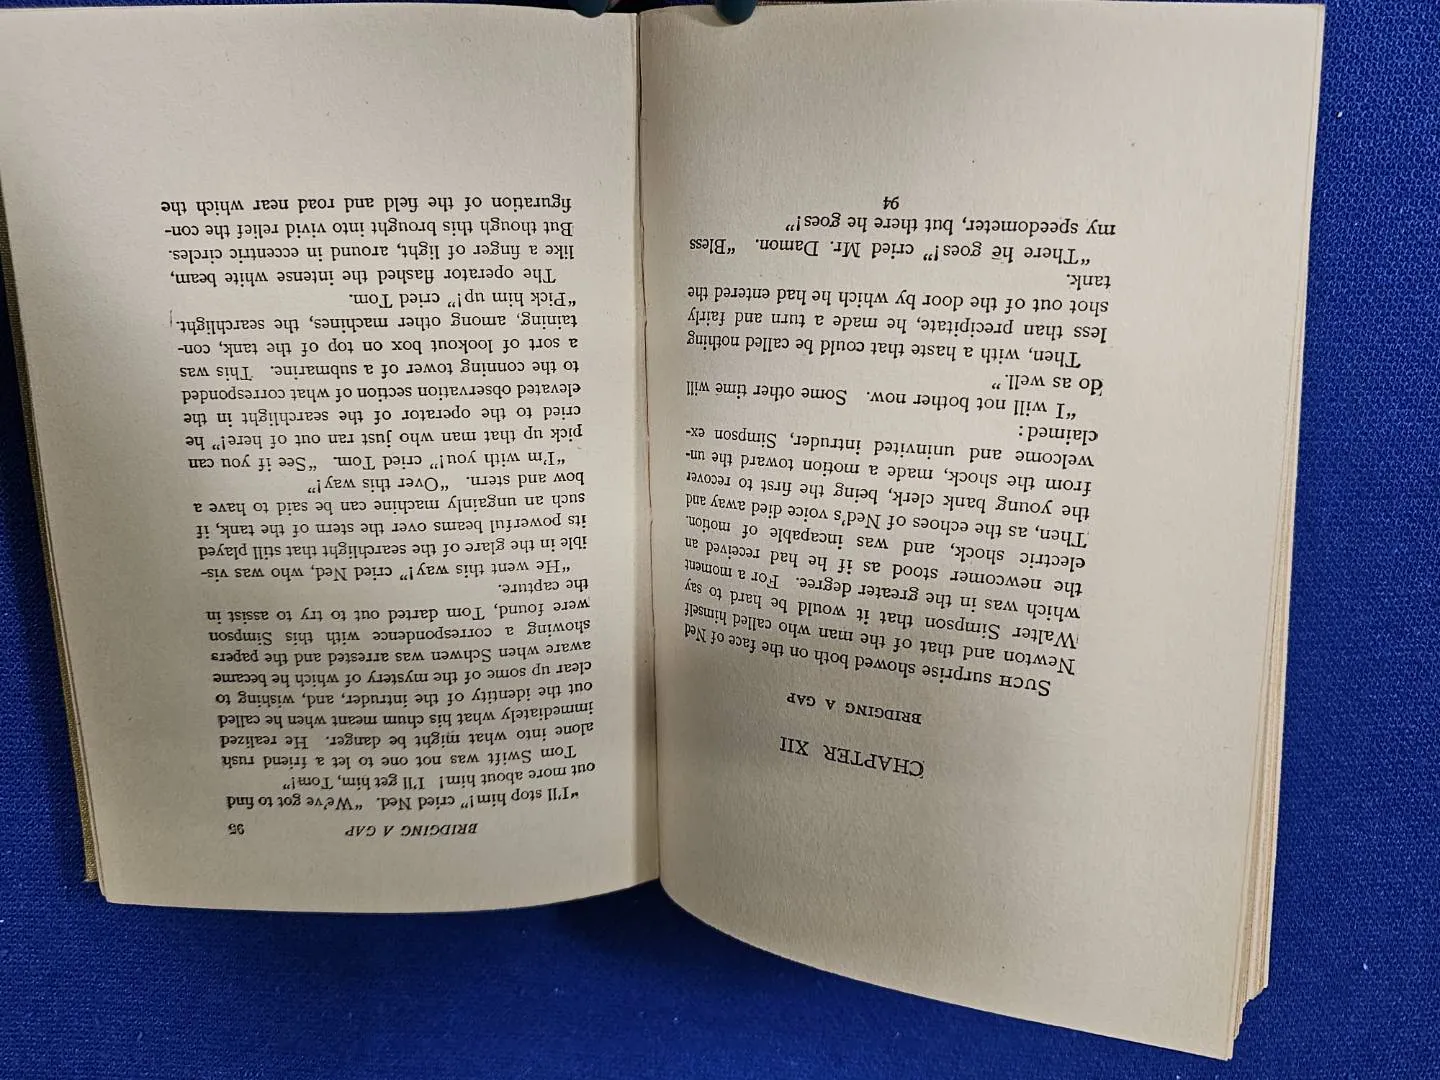 CHAPTER XII
BRIDGING A GAP
SUCH surprise showed both on the face of Ned
Newton and that of the man who called himself
Walter Simpson that it would be hard to say
which was in the greater degree. For a moment
the newcomer stood as if he had received an
electric shock, and was incapable of motion.
Then, as the echoes of Ned's voice died away and
the young bank clerk, being the first to recover
from the shock, made a motion toward the un-
welcome and uninvited intruder, Simpson ex-
claimed:
"I will not bother now. Some other time will
do as well."
Then, with a haste that could be called nothing
less than precipitate, he made a turn and fairly
shot out of the door by which he had entered the
tank.
"There he goes!" cried Mr. Damon. "Bless
my speedometer, but there he goes!"
94
BRIDGING A GAP 95
"I'll stop him!" cried Ned. "We've got to find
out more about him! I'll get him, Tom!"
Tom Swift was not one to let a friend rush
alone into what might be danger. He realized
immediately what his chum meant when he called
out the identity of the intruder, and, wishing to
clear up some of the mystery of which he became
aware when Schwen was arrested and the papers
showing a correspondence with this Simpson
were found, Tom darted out to try to assist in
the capture.
"He went this way!" cried Ned, who was vis-
ible in the glare of the searchlight that still played
its powerful beams over the stern of the tank, if
such an ungainly machine can be said to have a
bow and stern. "Over this way!"
"I'm with you!" cried Tom. "See if you can
pick up that man who just ran out of here!" he
cried to the operator of the searchlight in the
elevated observation section of what corresponded
to the conning tower of a submarine. This was
a sort of lookout box on top of the tank, con-
taining, among other machines, the searchlight.
"Pick him up!" cried Tom.
The operator flashed the intense white beam,
like a finger of light, around in eccentric circles.
But though this brought into vivid relief the con-
figuration of the field and road near which the